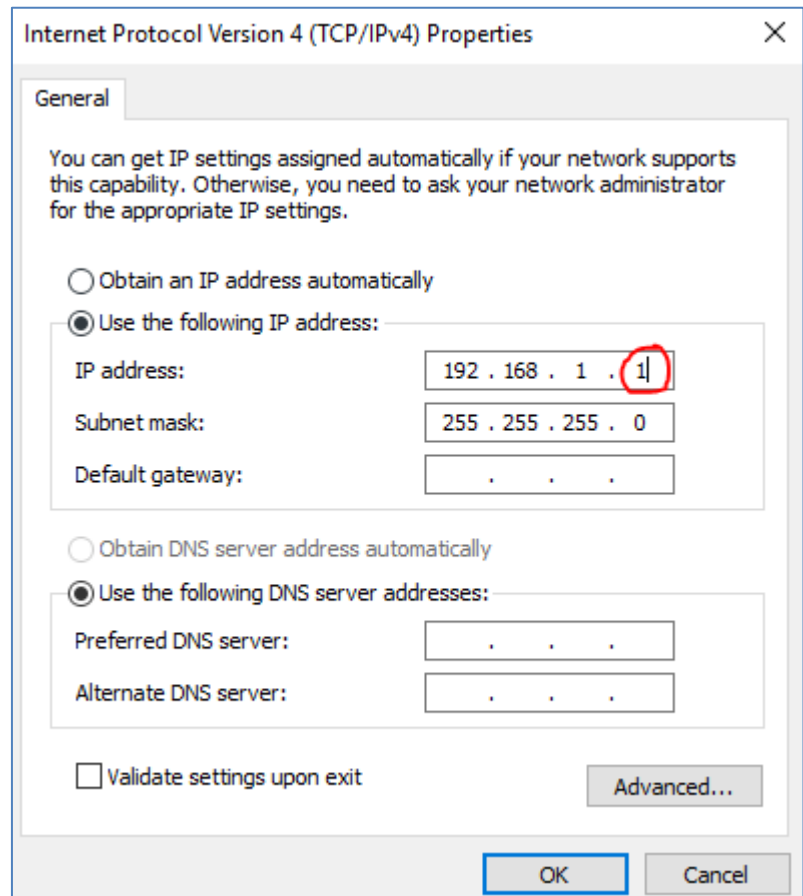 Internet Protocol Version 4 (TCP/IPv4) Properties
General
You can get IP settings assigned automatically if your network supports
this capability. Otherwise, you need to ask your network administrator
for the appropriate IP settings.
Obtain an IP address automatically
Use the following IP address:
IP address: 192 . 168 . 1 . 1
Subnet mask: 255 . 255 . 255 . 0
Default gateway: . . .
Obtain DNS server address automatically
Use the following DNS server addresses:
Preferred DNS server: . . .
Alternate DNS server: . . .
Validate settings upon exit
Advanced...
OK Cancel